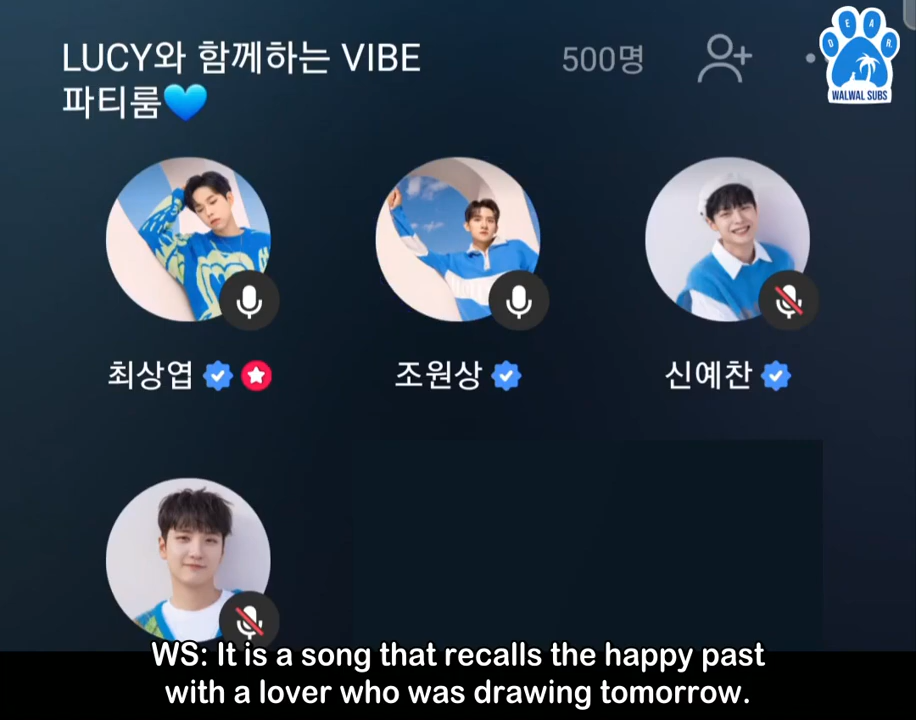 LUCY와 함께하는 VIBE
파티룸💙
500명
DEAR.
WALWAL SUBS
최상엽
조원상
신예찬
WS: It is a song that recalls the happy past
with a lover who was drawing tomorrow.